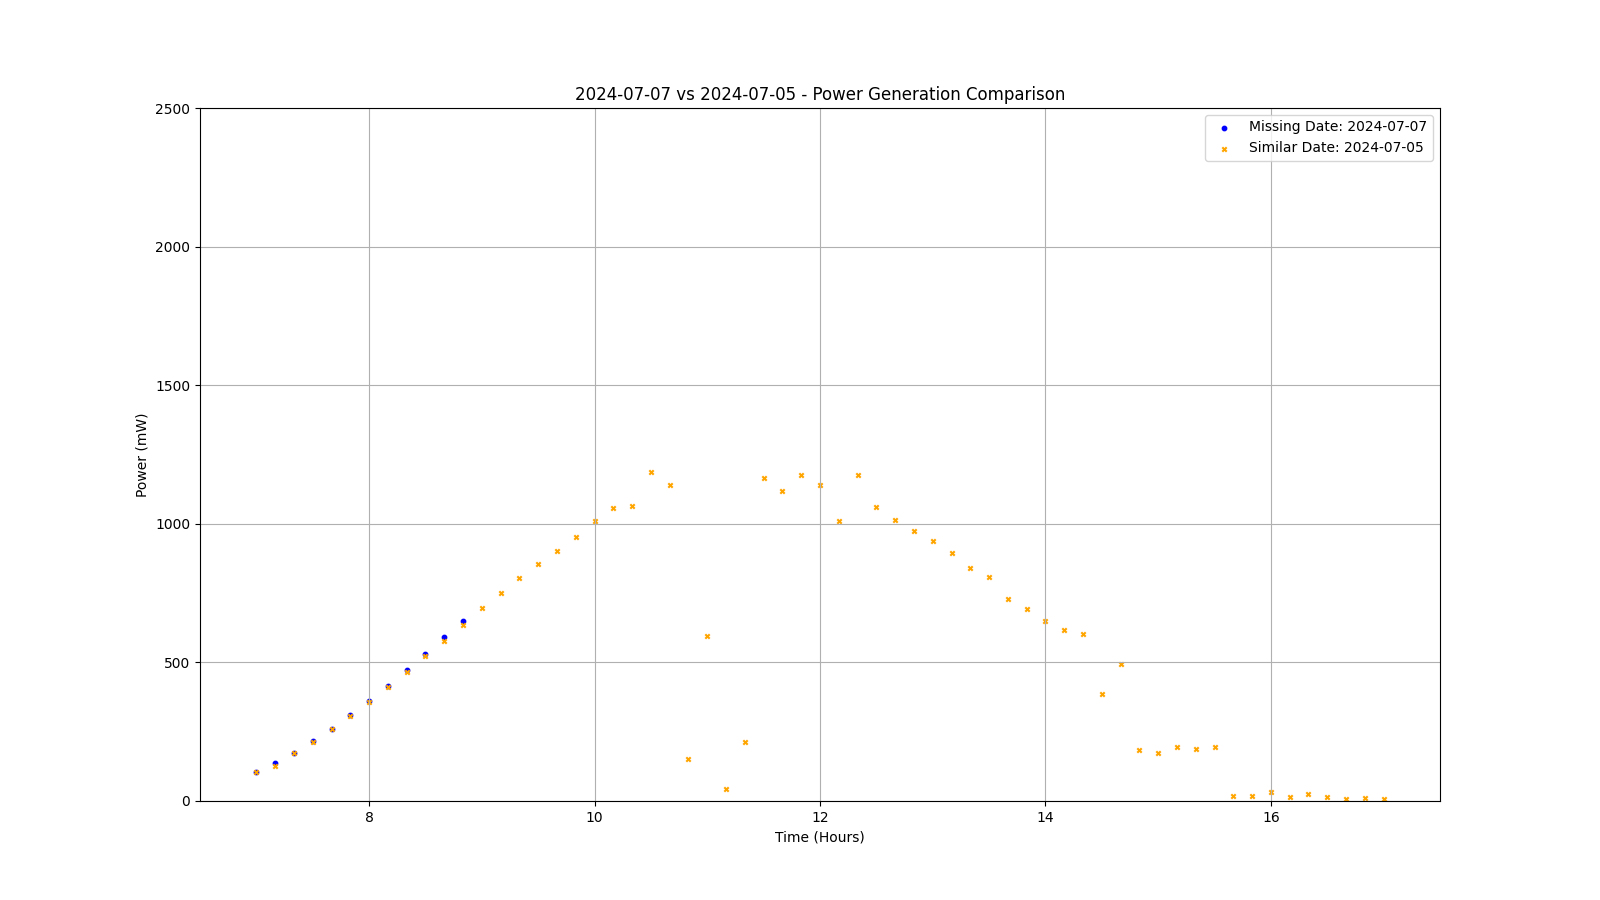 2024-07-07 vs 2024-07-05 - Power Generation Comparison
2500
2000
1500
1000
500
0
Power (mW)
Missing Date: 2024-07-07
Similar Date: 2024-07-05
8
10
12
14
16
Time (Hours)